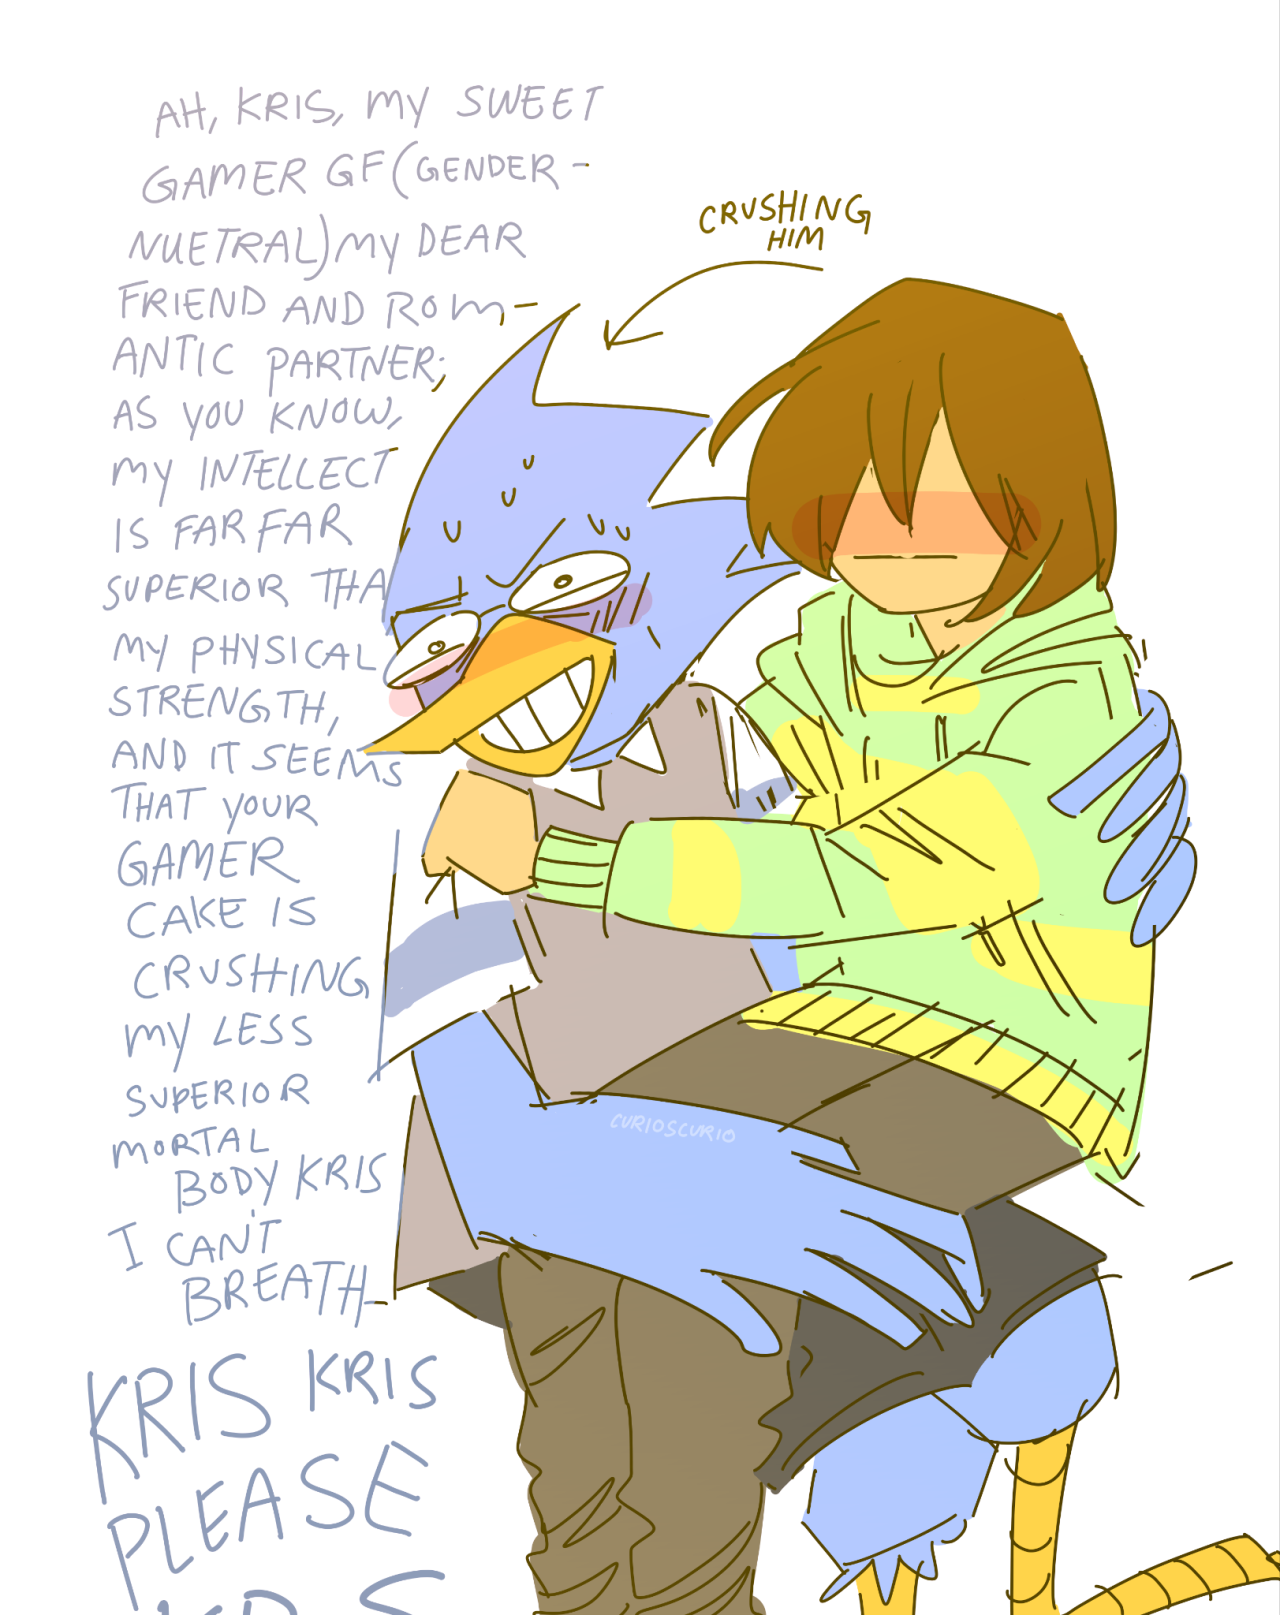 AH, KRIS, MY SWEET
GAMER GF (GENDER-
NUETRAL) MY DEAR
FRIEND AND ROM-
ANTIC PARTNER;
AS YOU KNOW,
MY INTELLECT
IS FAR FAR
SUPERIOR THA
MY PHYSICAL
STRENGTH,
AND IT SEEMS
THAT YOUR
GAMER
CAKE IS
CRUSHING
MY LESS
SUPERIOR
MORTAL
BODY KRIS
I CAN'T
BREATH-
KRIS KRIS
PLEASE
CRUSHING
HIM
CURIOSCURIO